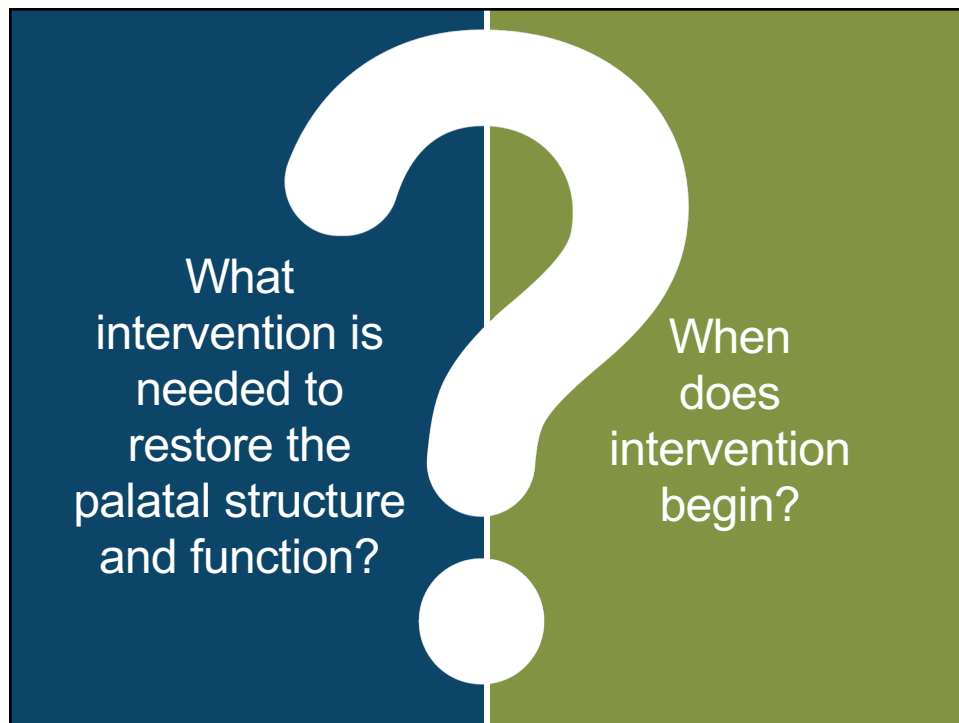 What
intervention is
needed to
restore the
palatal structure
and function?
When
does
intervention
begin?